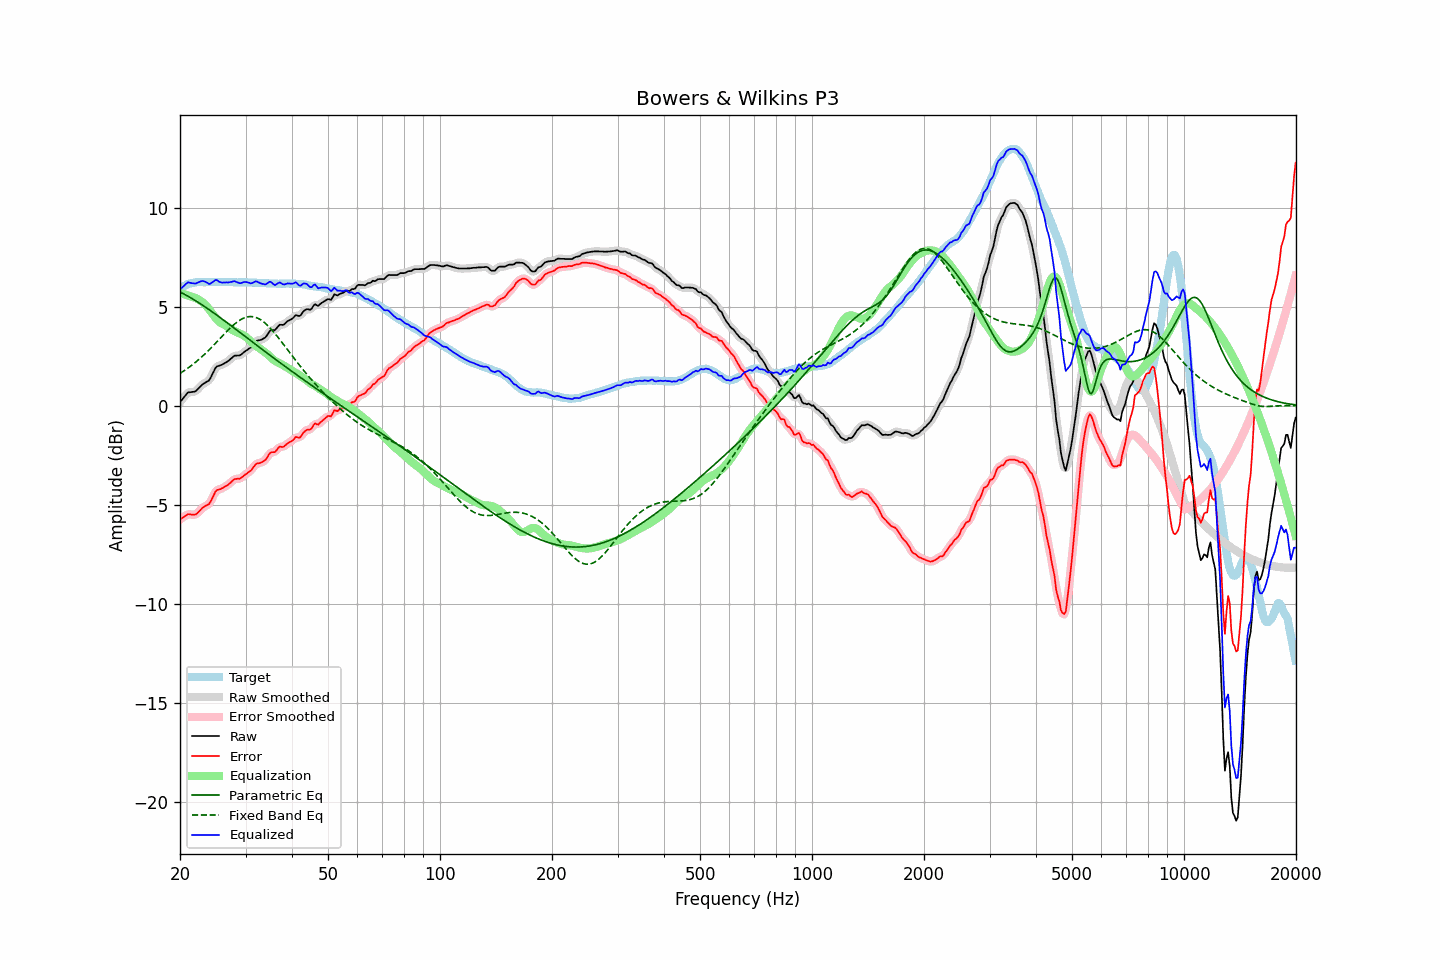 Bowers & Wilkins P3
Amplitude (dBr)
10
5
0
−5
−10
−15
−20
Target
Raw Smoothed
Error Smoothed
Raw
Error
Equalization
Parametric Eq
Fixed Band Eq
Equalized
20 50 100 200 500 1000 2000 5000 10000 20000
Frequency (Hz)